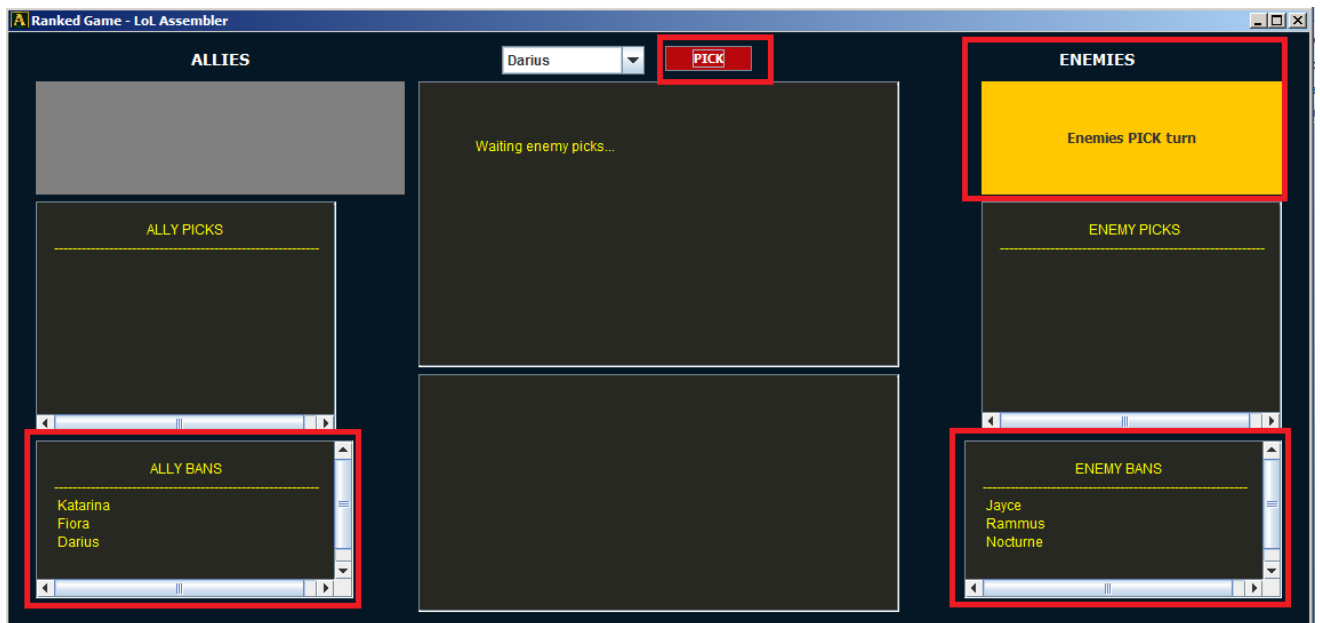 A Ranked Game - LoL Assembler
ALLIES
Darius
PICK
ENEMIES
Enemies PICK turn
Waiting enemy picks...
ALLY PICKS
ENEMY PICKS
ALLY BANS
Katarina
Fiora
Darius
ENEMY BANS
Jayce
Rammus
Nocturne